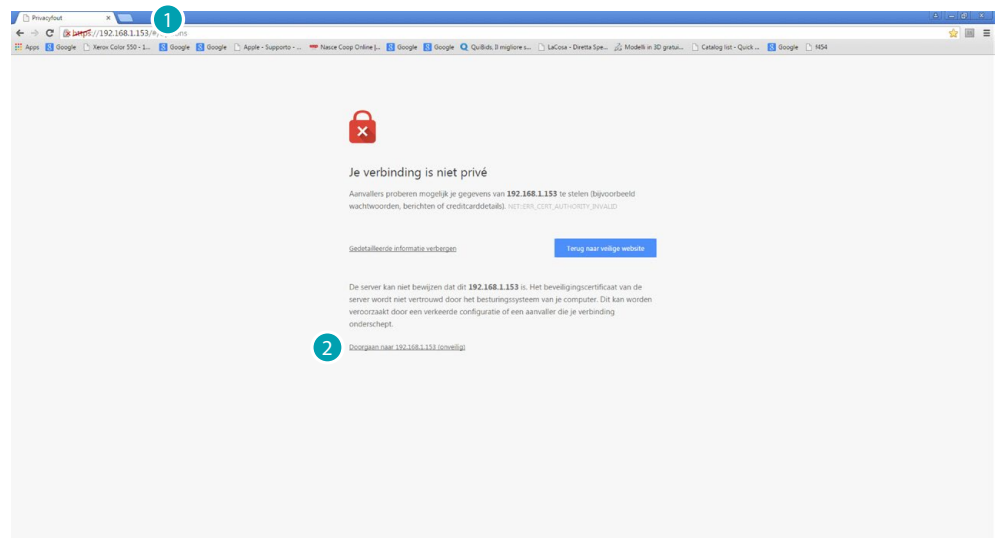 Privacyfout
1
https://192.168.1.153/
Apps Google Xerox Color 550 - 1... Google Google Apple - Supporto - ... Nasce Coop Online |... Google Google Quillids, Il migliore s... LaCosa - Diretta Spe... Modelli in 3D gratui... Catalog list - Quick ... Google N454
Je verbinding is niet privé
Aanvallers proberen mogelijk je gegevens van 192.168.1.153 te stelen (bijvoorbeeld
wachtwoorden, berichten of creditcarddetails). NET::ERR_CERT_AUTHORITY_INVALID
Gedetailleerde informatie verbergen
Terug naar veilige website
De server kan niet bewijzen dat dit 192.168.1.153 is. Het beveiligingscertificaat van de
server wordt niet vertrouwd door het besturingssysteem van je computer. Dit kan worden
veroorzaakt door een verkeerde configuratie of een aanvaller die je verbinding
onderschept.
2
Doorgaan naar 192.168.1.153 (onveilig)